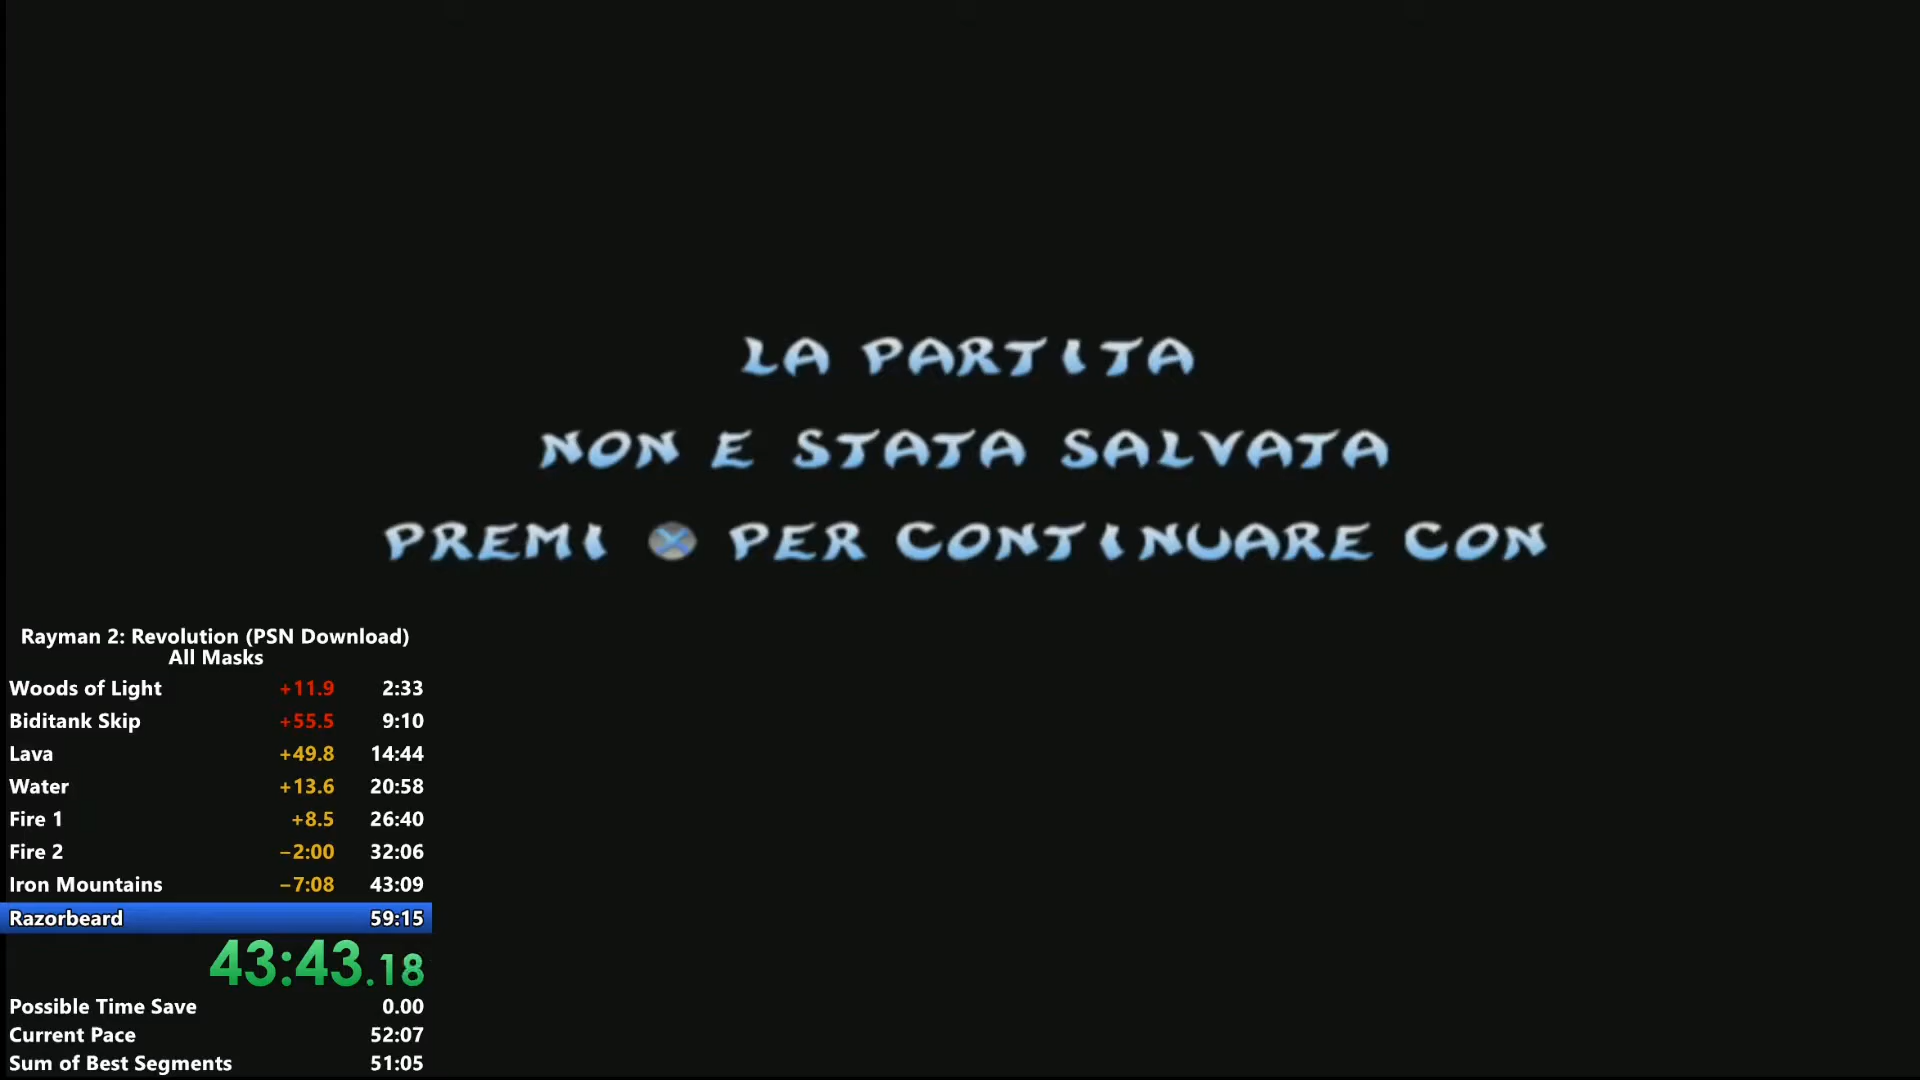 LA PARTITA
NON E STATA SALVATA
PREMI X PER CONTINUARE CON
Rayman 2: Revolution (PSN Download)
All Masks
Woods of Light +11.9 2:33
Biditank Skip +55.5 9:10
Lava +49.8 14:44
Water +13.6 20:58
Fire 1 +8.5 26:40
Fire 2 −2:00 32:06
Iron Mountains −7:08 43:09
Razorbeard 59:15
43:43.18
Possible Time Save 0.00
Current Pace 52:07
Sum of Best Segments 51:05